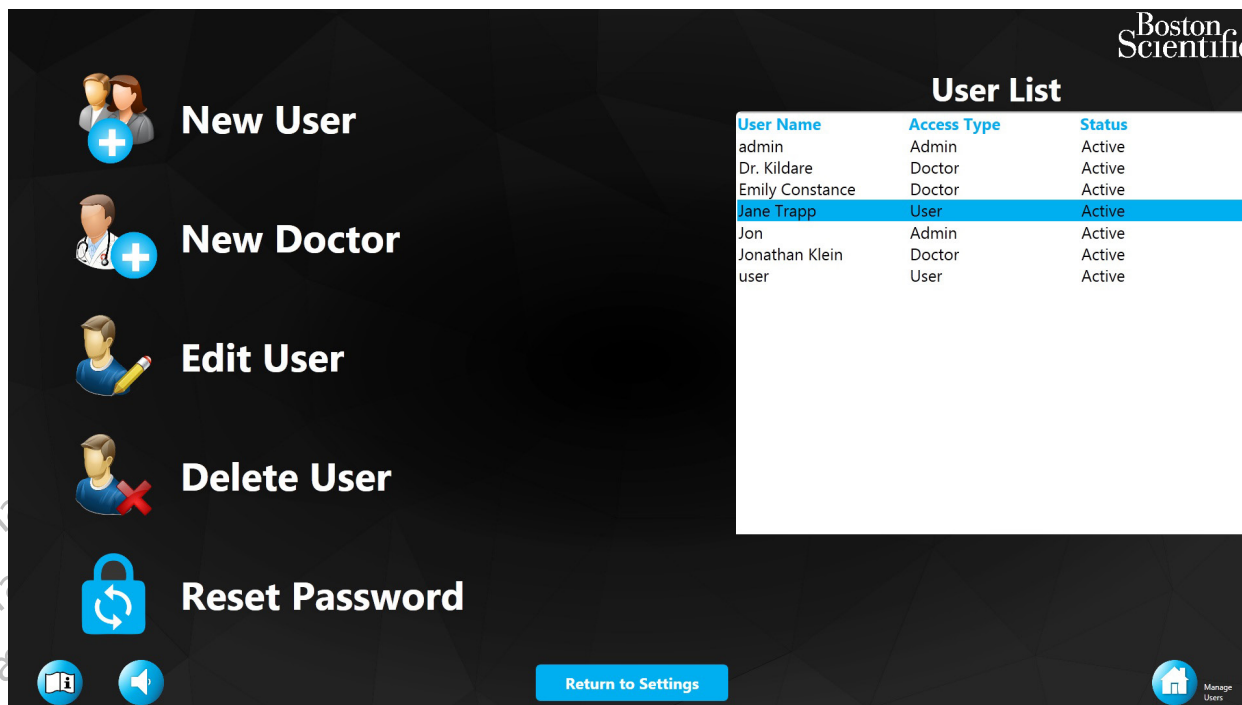 Boston
Scientific
New User
New Doctor
Edit User
Delete User
Reset Password
User List
User Name Access Type Status
admin Admin Active
Dr. Kildare Doctor Active
Emily Constance Doctor Active
Jane Trapp User Active
Jon Admin Active
Jonathan Klein Doctor Active
user User Active
Return to Settings
Manage
Users